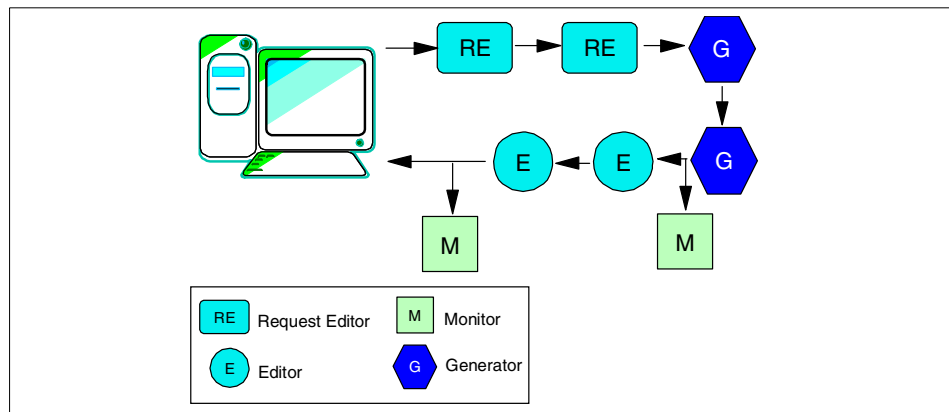 RE
RE
G
G
E
E
M
M
RE Request Editor
M Monitor
E Editor
G Generator